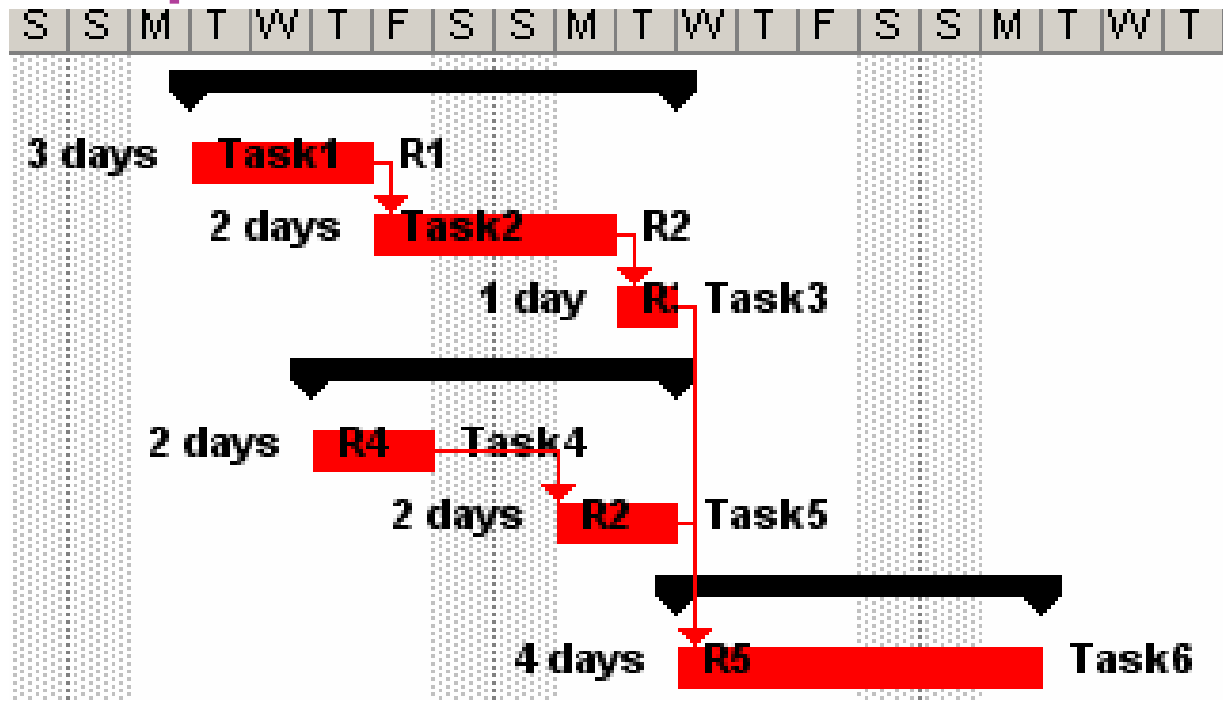 S S M T W T F S S M T W T F S S M T W T
3 days Task1 R1
2 days Task2 R2
1 day Task3
2 days R4 Task4
2 days R2 Task5
4 days R5 Task6